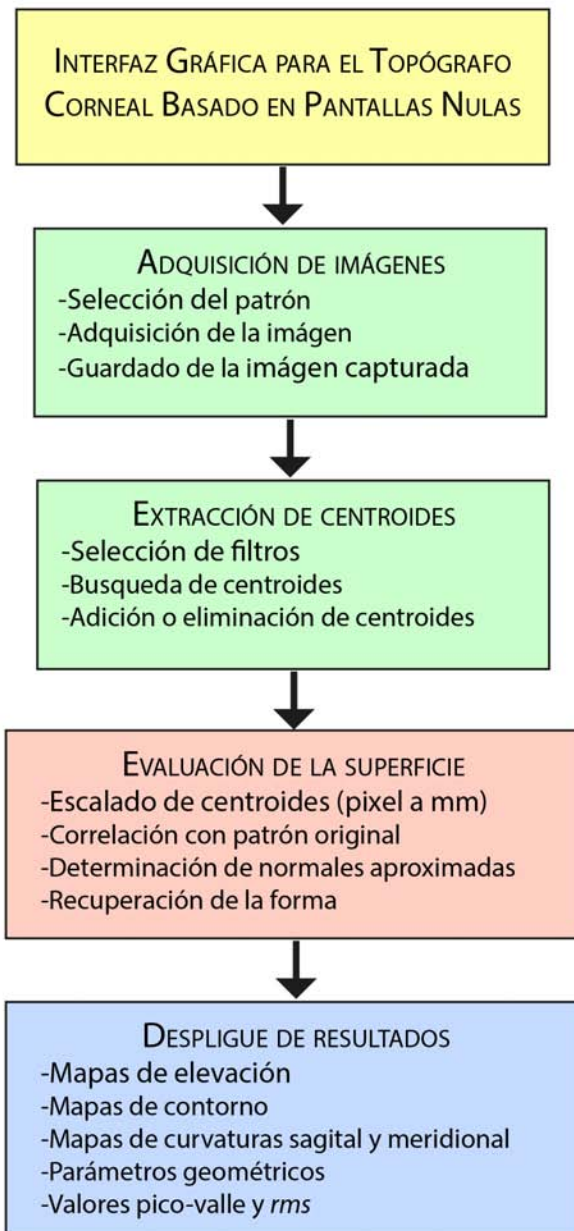 INTERFAZ GRÁFICA PARA EL TOPÓGRAFO
CORNEAL BASADO EN PANTALLAS NULAS
ADQUISICIÓN DE IMÁGENES
-Selección del patrón
-Adquisición de la imágen
-Guardado de la imágen capturada
EXTRACCIÓN DE CENTROIDES
-Selección de filtros
-Busqueda de centroides
-Adición o eliminación de centroides
EVALUACIÓN DE LA SUPERFICIE
-Escalado de centroides (pixel a mm)
-Correlación con patrón original
-Determinación de normales aproximadas
-Recuperación de la forma
DESPLIGUE DE RESULTADOS
-Mapas de elevación
-Mapas de contorno
-Mapas de curvaturas sagital y meridional
-Parámetros geométricos
-Valores pico-valle y rms